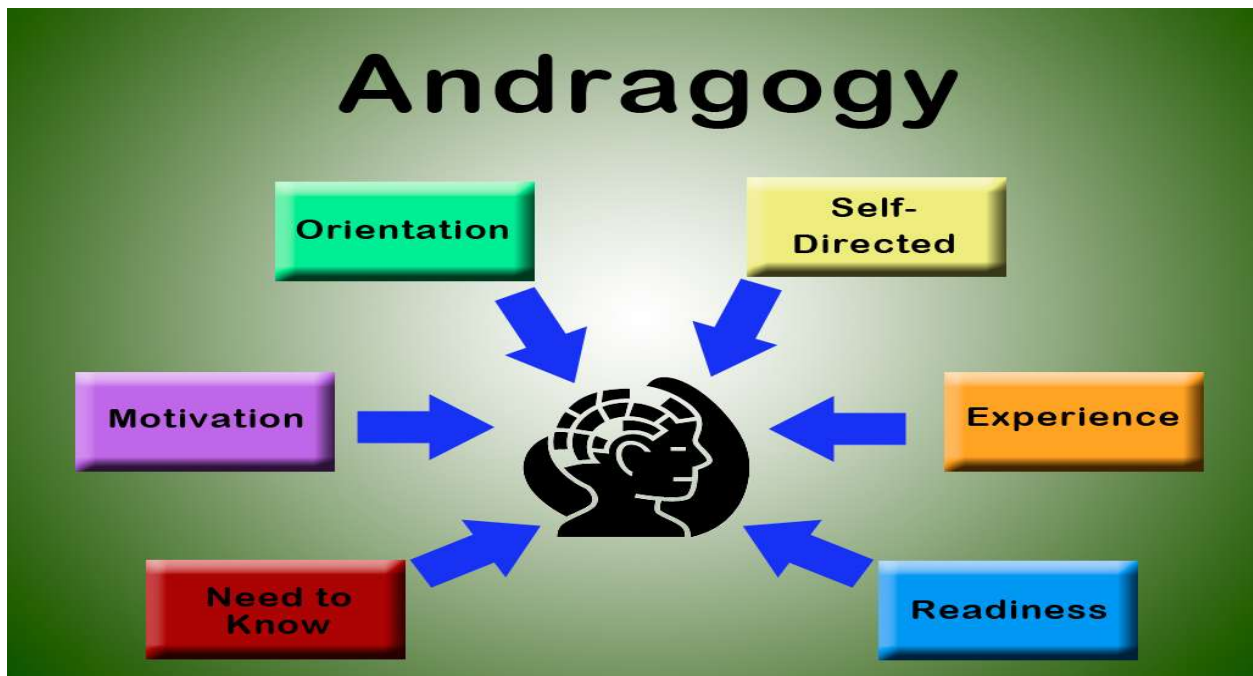 Andragogy
Orientation
Self-
Directed
Motivation
Experience
Need to
Know
Readiness